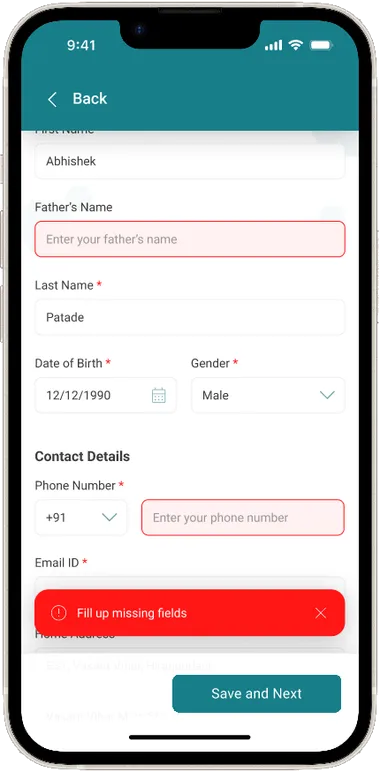 9:41
Back
First Name
Abhishek
Father's Name
Enter your father's name
Last Name *
Patade
Date of Birth * Gender *
12/12/1990 Male
Contact Details
Phone Number *
+91 Enter your phone number
Email ID *
Fill up missing fields
Home Address
Save and Next